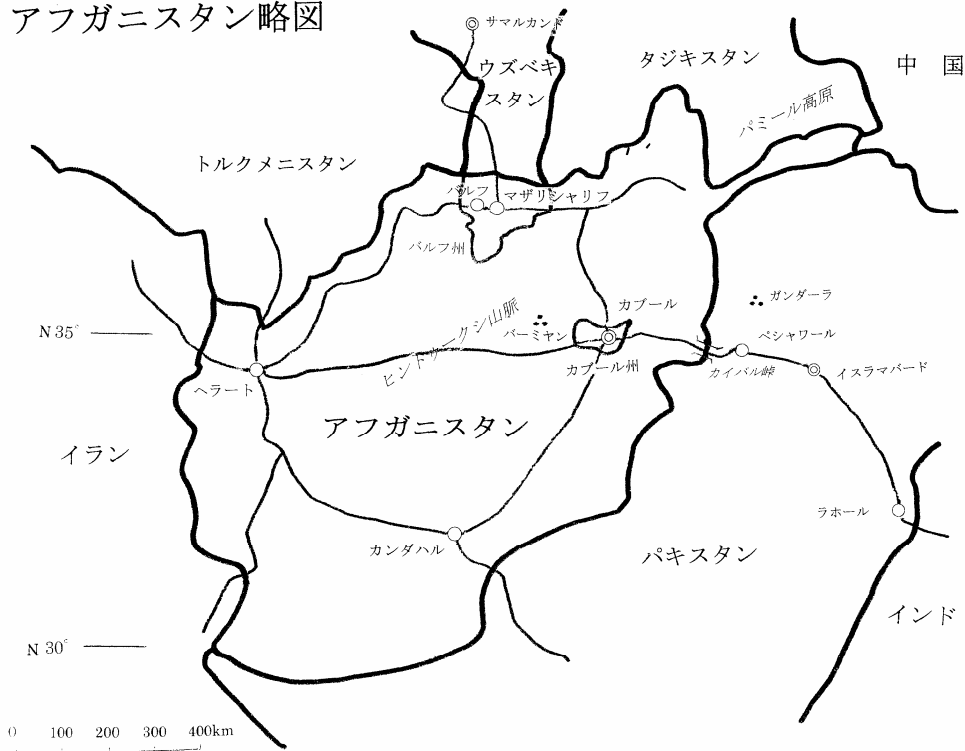 アフガニスタン略図
サマルカンド
ウズベキ
スタン
タジキスタン
中 国
パミール高原
トルクメニスタン
バルフ
マザリシャリフ
バルフ州
ガンダーラ
カブール
N35°
ヒンドゥークシ山脈
バーミヤン
ペシャワール
カブール州
カイバル峠
イスラマバード
ヘラート
アフガニスタン
イラン
ラホール
カンダハル
パキスタン
インド
N30°
0 100 200 300 400km